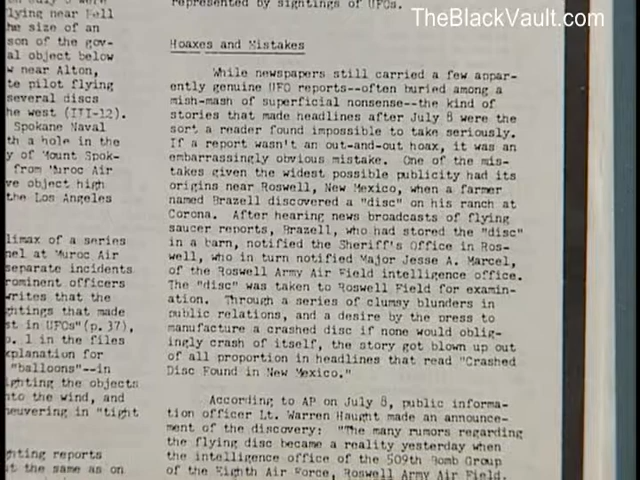 TheBlackVault.com
represented by sightings of UFOs.
Hoaxes and Mistakes
While newspapers still carried a few appar-
ently genuine UFO reports--often buried among a
mish-mash of superficial nonsense--the kind of
stories that made headlines after July 8 were the
sort a reader found impossible to take seriously.
If a report wasn't an out-and-out hoax, it was an
embarrassingly obvious mistake. One of the mis-
takes given the widest possible publicity had its
origins near Roswell, New Mexico, when a farmer
named Brazell discovered a "disc" on his ranch at
Corona. After hearing news broadcasts of flying
saucer reports, Brazell, who had stored the "disc"
in a barn, notified the Sheriff's Office in Ros-
well, who in turn notified Major Jesse A. Marcel,
of the Roswell Army Air Field intelligence office.
The "disc" was taken to Roswell Field for examin-
ation. Through a series of clumsy blunders in
public relations, and a desire by the press to
manufacture a crashed disc if none would oblig-
ingly crash of itself, the story got blown up out
of all proportion in headlines that read "Crashed
Disc Found in New Mexico."
According to AP on July 8, public informa-
tion officer Lt. Warren Haught made an announce-
ment of the discovery: "The many rumors regarding
the flying disc became a reality yesterday when
the intelligence office of the 509th Bomb Group
of the Eighth Air Force, Roswell Army Air Field,
lying near Fell
he size of an
son of the gov-
al object below
w near Alton,
te pilot flying
several discs
he west (III-12).
Spokane Naval
th a hole in the
y of Mount Spok-
from Muroc Air
ve object high
the Los Angeles
limax of a series
nel at Muroc Air
separate incidents
rominent officers
writes that the
ghtings that made
st in UFOs"(p.37),
p. 1 in the files
xplanation for
"balloons"--in
ighting the objects
nto the wind, and
neuvering in "tight
ghting reports
ut the same as on